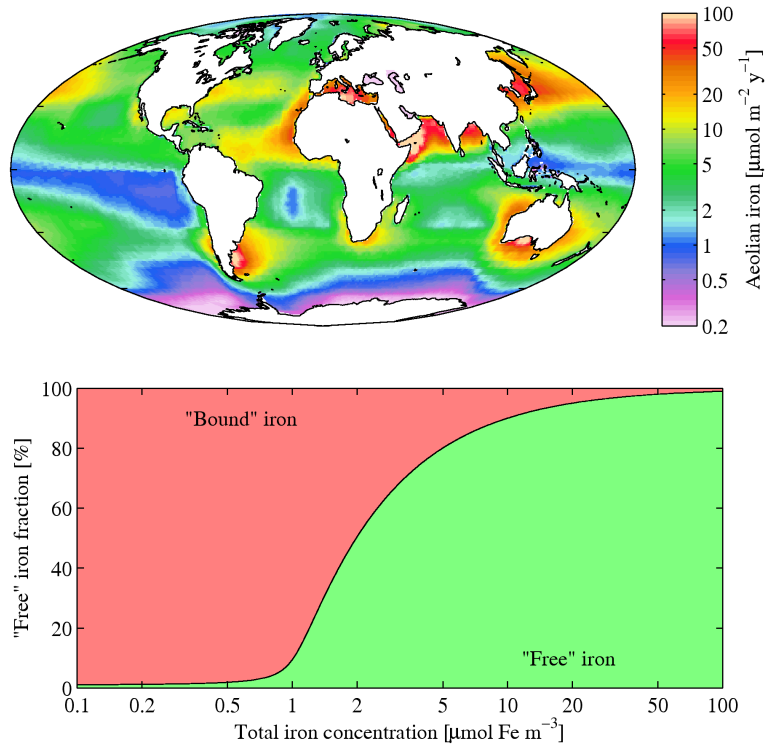 100
50
20
10
5
2
1
0.5
0.2
Aeolian iron [μmol m⁻² y⁻¹]
100
80
60
40
20
0
"Free" iron fraction [%]
"Bound" iron
"Free" iron
0.1 0.2 0.5 1 2 5 10 20 50 100
Total iron concentration [μmol Fe m⁻³]